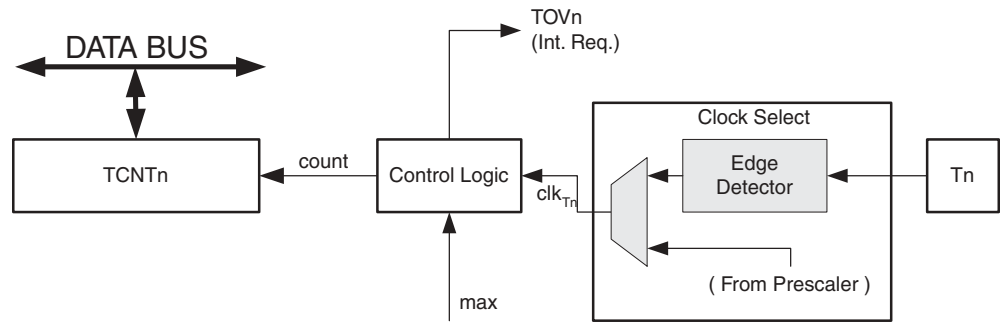 TOVn
(Int. Req.)
DATA BUS
Clock Select
TCNTn
count
Control Logic
clkTn
Edge
Detector
Tn
( From Prescaler )
max